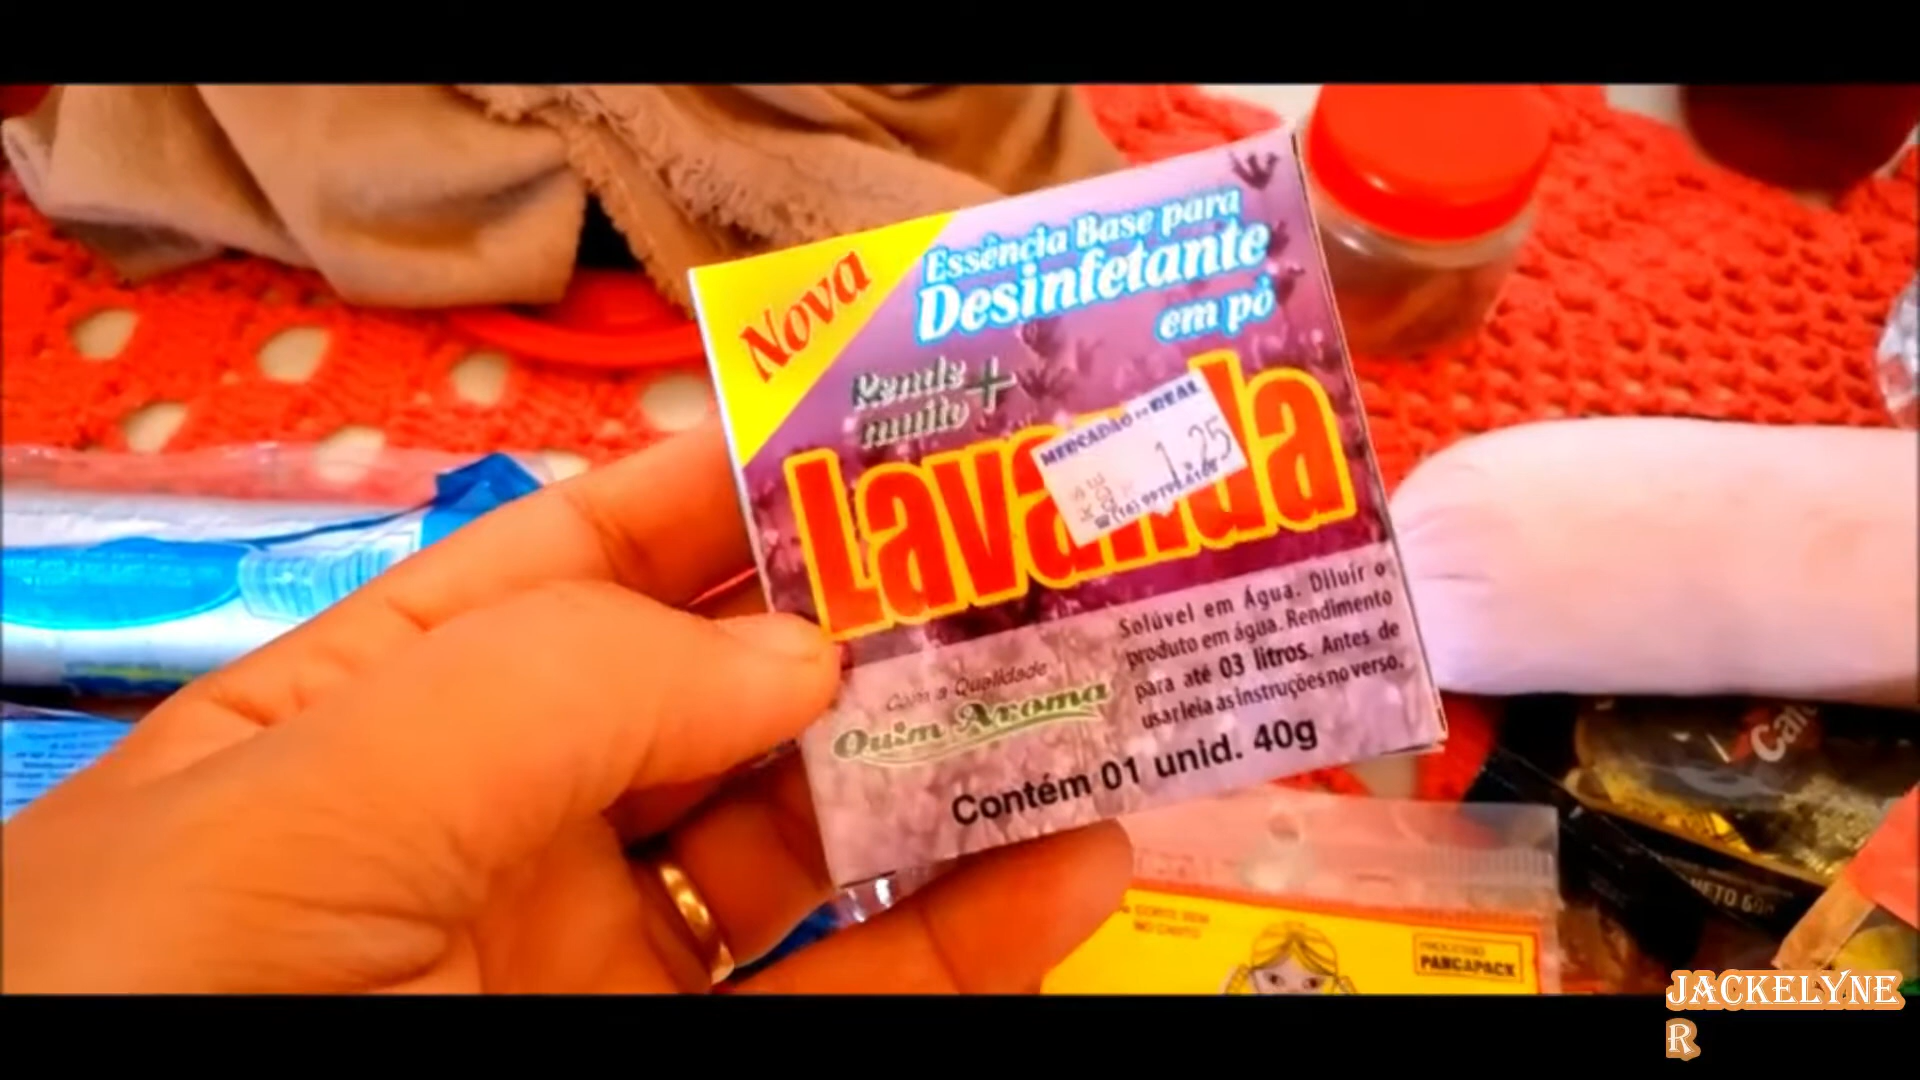 Nova
Essência Base para
Desinfetante
em pó
Rende +
muito
MERCADÃO DO REAL
1.25
Lavanda
Solúvel em Água. Diluir o
produto em água. Rendimento
para até 03 litros. Antes de
usar leia as instruções no verso.
Com a Qualidade
Quim Aroma
Contém 01 unid. 40g
PANCAPACK
JACKELYNE
R